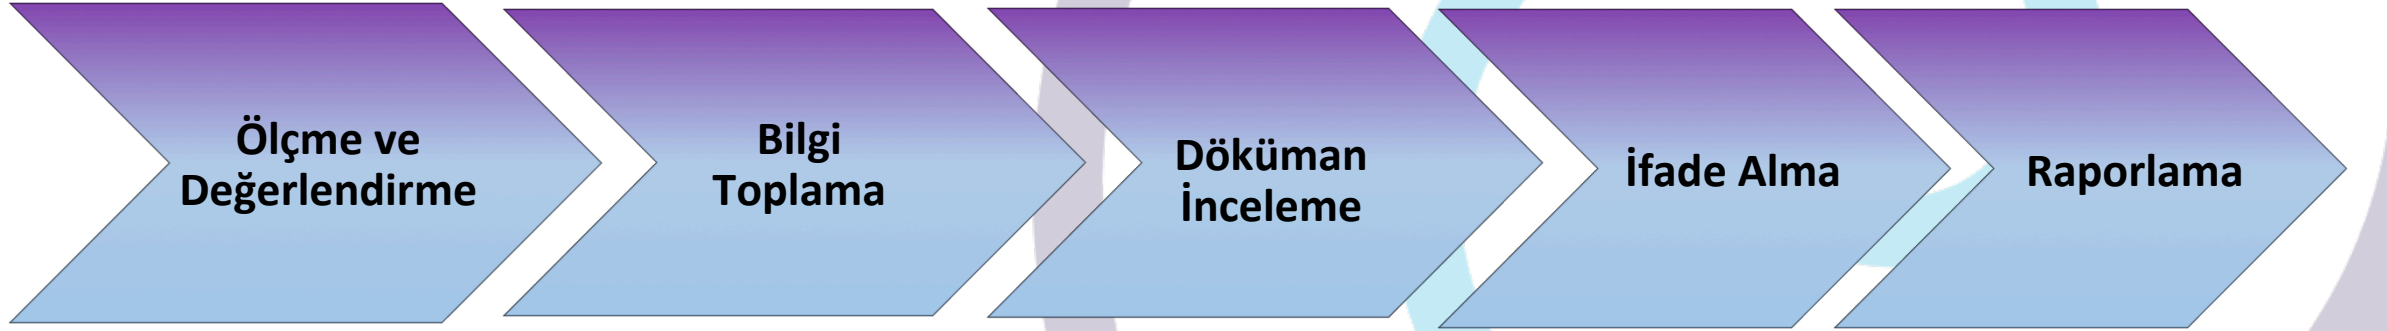 Ölçme ve
Değerlendirme
Bilgi
Toplama
Döküman
İnceleme
İfade Alma
Raporlama